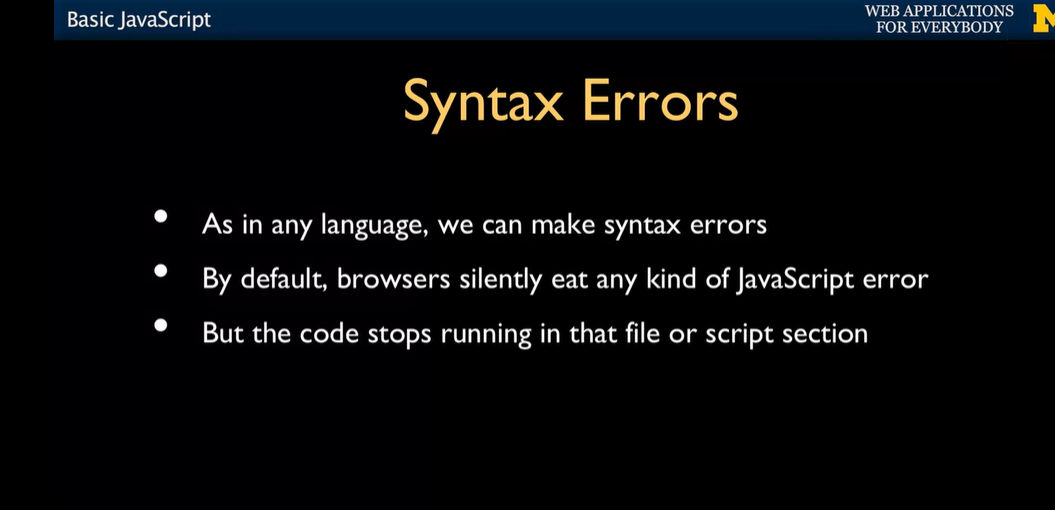 Basic JavaScript
WEB APPLICATIONS
FOR EVERYBODY
M
Syntax Errors
• As in any language, we can make syntax errors
• By default, browsers silently eat any kind of JavaScript error
• But the code stops running in that file or script section